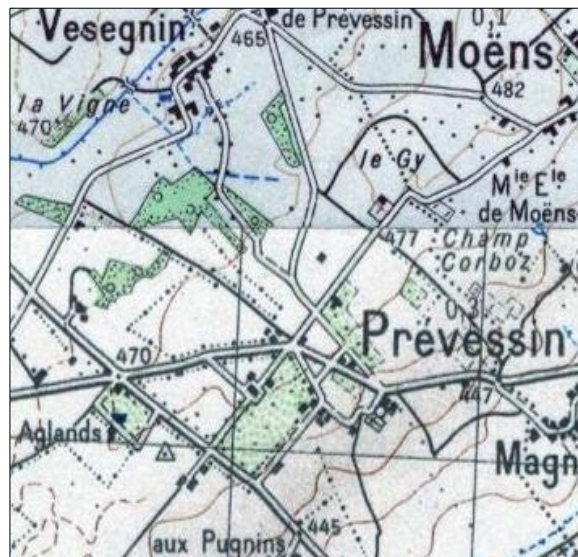 Vesegnin
de Prévessin
465
0,1
Moëns
la Vigne
470
482
le Gy
Mie Ele
de Moëns
477
Champ
Corboz
0,3
Prévessin
470
447
Aglands
Magn
445
aux Pugnins